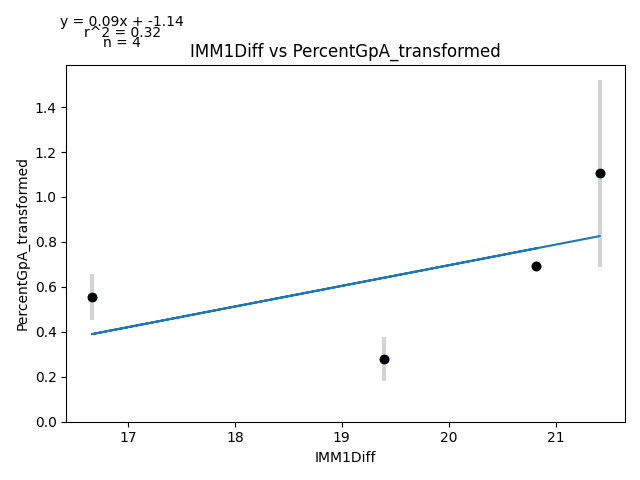 y = 0.09x + -1.14
r^2 = 0.32
n = 4
IMM1Diff vs PercentGpA_transformed
PercentGpA_transformed
1.4
1.2
1.0
0.8
0.6
0.4
0.2
0.0
17 18 19 20 21
IMM1Diff